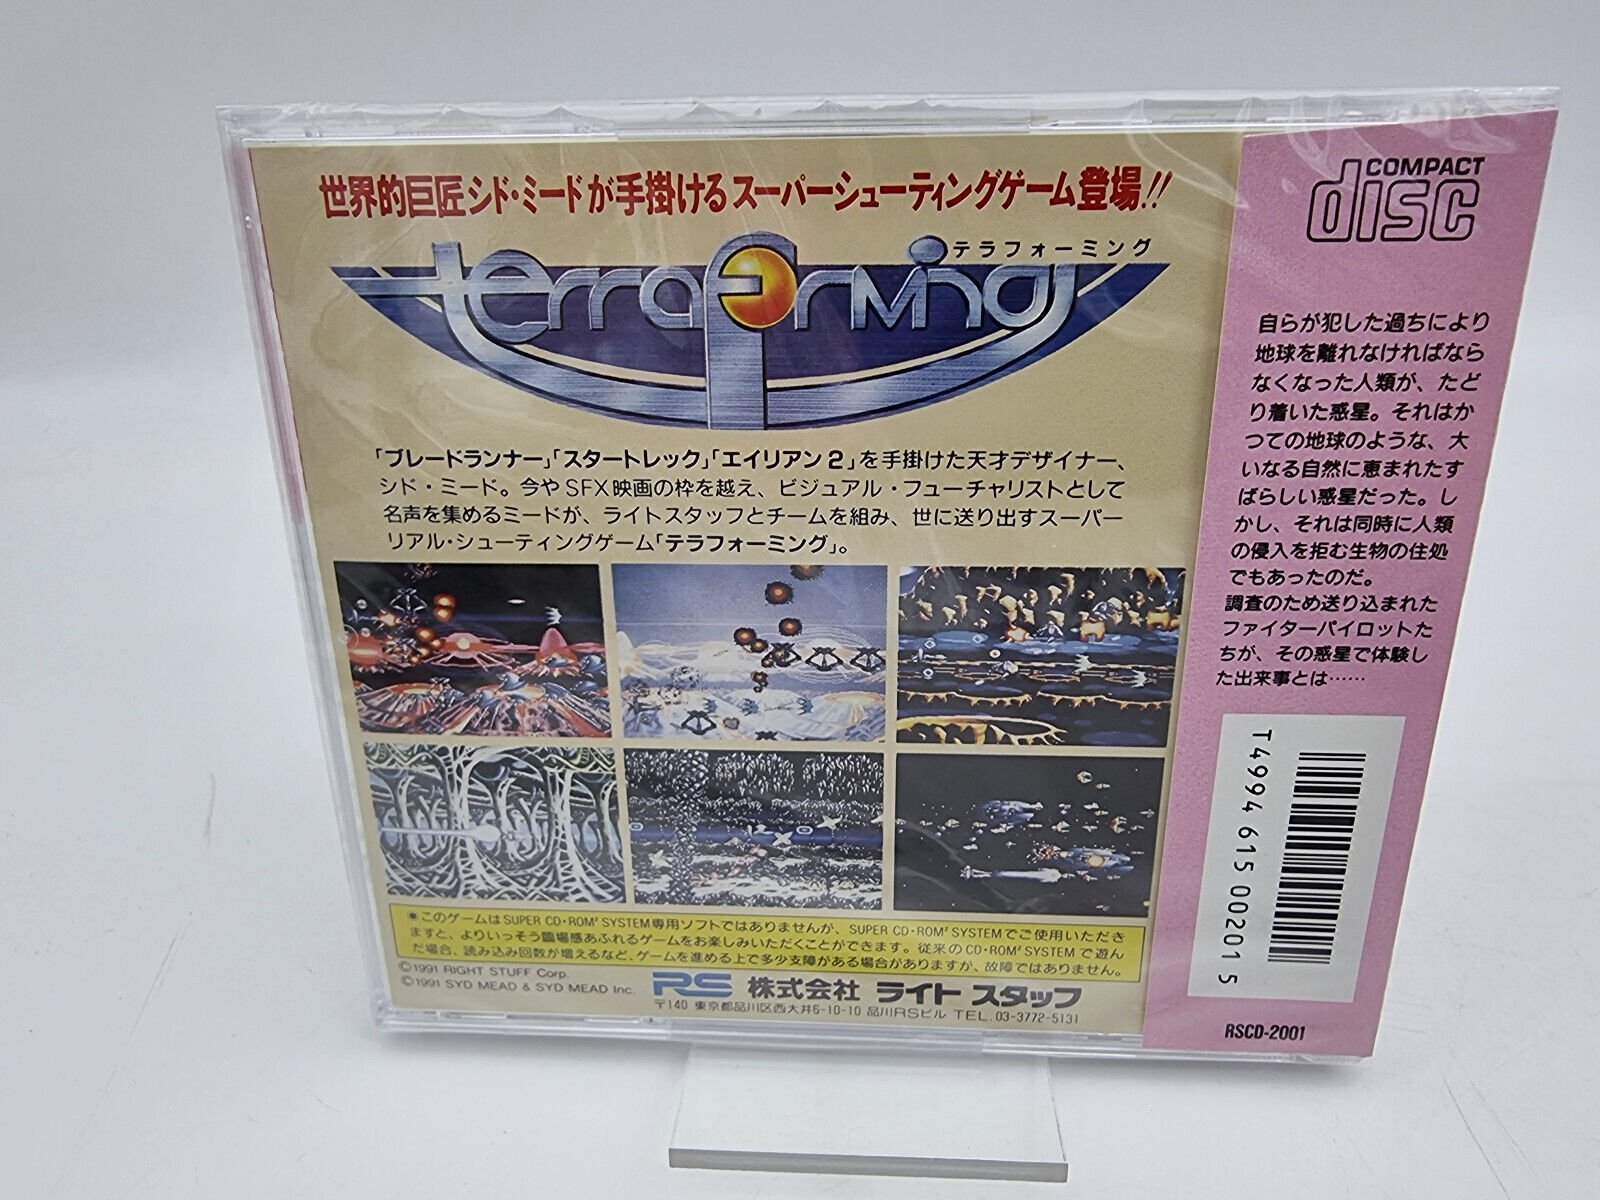 世界的巨匠シド・ミードが手掛けるスーパーシューティングゲーム登場!!
terraforming
テラフォーミング
「ブレードランナー」「スタートレック」「エイリアン2」を手掛けた天才デザイナー、
シド・ミード。今やSFX映画の枠を越え、ビジュアル・フューチャリストとして
名声を集めるミードが、ライトスタッフとチームを組み、世に送り出すスーパー
リアル・シューティングゲーム「テラフォーミング」。
●このゲームはSUPER CD・ROM² SYSTEM専用ソフトではありませんが、SUPER CD・ROM² SYSTEMでご使用いただき
ますと、よりいっそう臨場感あふれるゲームをお楽しみいただくことができます。従来のCD・ROM² SYSTEMで遊ん
だ場合、読み込み回数が増えるなど、ゲームを進める上で多少支障がある場合がありますが、故障ではありません。
©1991 RIGHT STUFF Corp.
©1991 SYD MEAD & SYD MEAD Inc.
RS 株式会社 ライト スタッフ
〒140 東京都品川区西大井6-10-10 品川RSビル TEL. 03-3772-5131
COMPACT
disc
自らが犯した過ちにより
地球を離れなければなら
なくなった人類が、たど
り着いた惑星。それはか
つての地球のような、大
いなる自然に恵まれたす
ばらしい惑星だった。し
かし、それは同時に人類
の侵入を拒む生物の住処
でもあったのだ。
調査のため送り込まれた
ファイターパイロットた
ちが、その惑星で体験し
た出来事とは……
T4994 615 00201 5
RSCD-2001